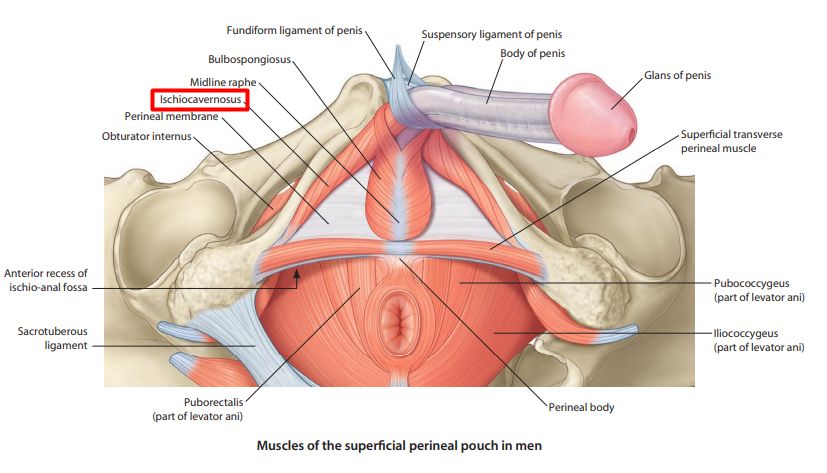 Fundiform ligament of penis
Suspensory ligament of penis
Bulbospongiosus
Body of penis
Midline raphe
Glans of penis
Ischiocavernosus
Perineal membrane
Obturator internus
Superficial transverse
perineal muscle
Anterior recess of
ischio-anal fossa
Pubococcygeus
(part of levator ani)
Sacrotuberous
ligament
Iliococcygeus
(part of levator ani)
Puborectalis
(part of levator ani)
Perineal body
Muscles of the superficial perineal pouch in men